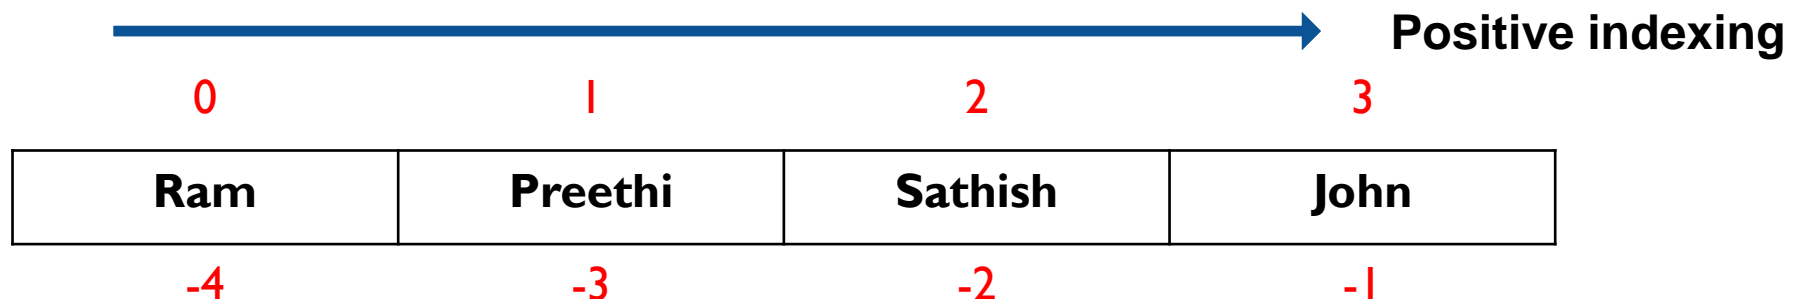 Positive indexing
0 1 2 3
Ram Preethi Sathish John
-4 -3 -2 -1